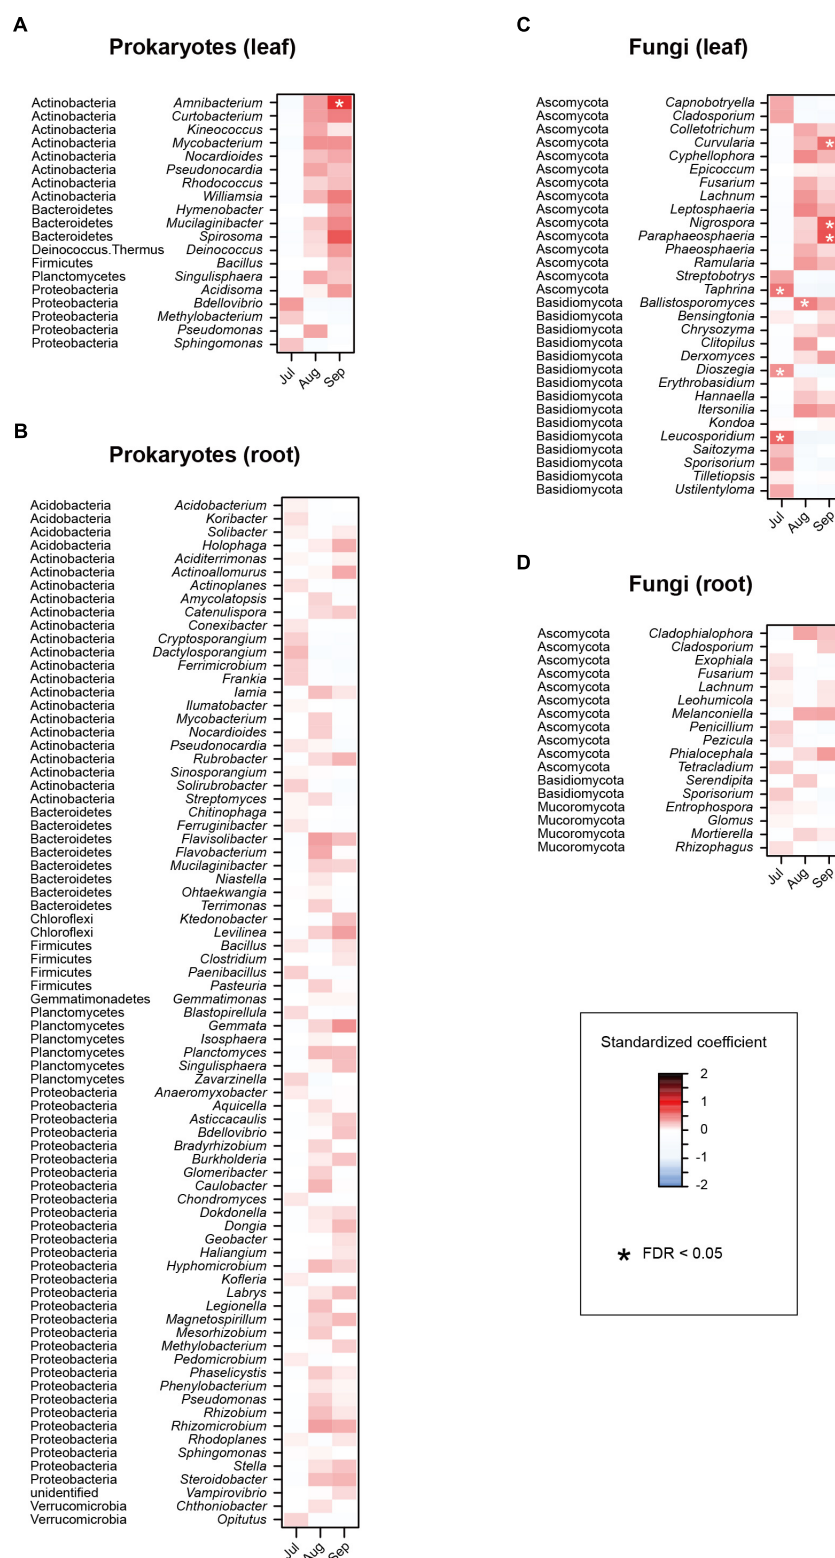 A
Prokaryotes (leaf)
Actinobacteria Amnibacterium *
Actinobacteria Curtobacterium
Actinobacteria Kineococcus
Actinobacteria Mycobacterium
Actinobacteria Nocardioides
Actinobacteria Pseudonocardia
Actinobacteria Rhodococcus
Actinobacteria Williamsia
Bacteroidetes Hymenobacter
Bacteroidetes Mucilaginibacter
Bacteroidetes Spirosoma
Deinococcus.Thermus Deinococcus
Firmicutes Bacillus
Planctomycetes Singulisphaera
Proteobacteria Acidisoma
Proteobacteria Bdellovibrio
Proteobacteria Methylobacterium
Proteobacteria Pseudomonas
Proteobacteria Sphingomonas
Jul Aug Sep
B
Prokaryotes (root)
Acidobacteria Acidobacterium
Acidobacteria Koribacter
Acidobacteria Solibacter
Acidobacteria Holophaga
Actinobacteria Aciditerrimonas
Actinobacteria Actinoallomurus
Actinobacteria Actinoplanes
Actinobacteria Amycolatopsis
Actinobacteria Catenulispora
Actinobacteria Conexibacter
Actinobacteria Cryptosporangium
Actinobacteria Dactylosporangium
Actinobacteria Ferrimicrobium
Actinobacteria Frankia
Actinobacteria Iamia
Actinobacteria Ilumatobacter
Actinobacteria Mycobacterium
Actinobacteria Nocardioides
Actinobacteria Pseudonocardia
Actinobacteria Rubrobacter
Actinobacteria Sinosporangium
Actinobacteria Solirubrobacter
Actinobacteria Streptomyces
Bacteroidetes Chitinophaga
Bacteroidetes Ferruginibacter
Bacteroidetes Flavisolibacter
Bacteroidetes Flavobacterium
Bacteroidetes Mucilaginibacter
Bacteroidetes Niastella
Bacteroidetes Ohtaekwangia
Bacteroidetes Terrimonas
Chloroflexi Ktedonobacter
Chloroflexi Levilinea
Firmicutes Bacillus
Firmicutes Clostridium
Firmicutes Paenibacillus
Firmicutes Pasteuria
Gemmatimonadetes Gemmatimonas
Planctomycetes Blastopirellula
Planctomycetes Gemmata
Planctomycetes Isosphaera
Planctomycetes Planctomyces
Planctomycetes Singulisphaera
Planctomycetes Zavarzinella
Proteobacteria Anaeromyxobacter
Proteobacteria Aquicella
Proteobacteria Asticcacaulis
Proteobacteria Bdellovibrio
Proteobacteria Bradyrhizobium
Proteobacteria Burkholderia
Proteobacteria Glomeribacter
Proteobacteria Caulobacter
Proteobacteria Chondromyces
Proteobacteria Dokdonella
Proteobacteria Dongia
Proteobacteria Geobacter
Proteobacteria Haliangium
Proteobacteria Hyphomicrobium
Proteobacteria Kofleria
Proteobacteria Labrys
Proteobacteria Legionella
Proteobacteria Magnetospirillum
Proteobacteria Mesorhizobium
Proteobacteria Methylobacterium
Proteobacteria Pedomicrobium
Proteobacteria Phaselicystis
Proteobacteria Phenylobacterium
Proteobacteria Pseudomonas
Proteobacteria Rhizobium
Proteobacteria Rhizomicrobium
Proteobacteria Rhodoplanes
Proteobacteria Sphingomonas
Proteobacteria Stella
Proteobacteria Steroidobacter
unidentified Vampirovibrio
Verrucomicrobia Chthoniobacter
Verrucomicrobia Opitutus
Jul Aug Sep
C
Fungi (leaf)
Ascomycota Capnobotryella
Ascomycota Cladosporium
Ascomycota Colletotrichum
Ascomycota Curvularia *
Ascomycota Cyphellophora
Ascomycota Epicoccum
Ascomycota Fusarium
Ascomycota Lachnum
Ascomycota Leptosphaeria
Ascomycota Nigrospora *
Ascomycota Paraphaeosphaeria *
Ascomycota Phaeosphaeria
Ascomycota Ramularia
Ascomycota Streptobotrys
Ascomycota Taphrina *
Basidiomycota Ballistosporomyces *
Basidiomycota Bensingtonia
Basidiomycota Chrysozyma
Basidiomycota Clitopilus
Basidiomycota Derxomyces
Basidiomycota Dioszegia *
Basidiomycota Erythrobasidium
Basidiomycota Hannaella
Basidiomycota Itersonilia
Basidiomycota Kondoa
Basidiomycota Leucosporidium *
Basidiomycota Saitozyma
Basidiomycota Sporisorium
Basidiomycota Tilletiopsis
Basidiomycota Ustilentyloma
Jul Aug Sep
D
Fungi (root)
Ascomycota Cladophialophora
Ascomycota Cladosporium
Ascomycota Exophiala
Ascomycota Fusarium
Ascomycota Lachnum
Ascomycota Leohumicola
Ascomycota Melanconiella
Ascomycota Penicillium
Ascomycota Pezicula
Ascomycota Phialocephala
Ascomycota Tetracladium
Basidiomycota Serendipita
Basidiomycota Sporisorium
Mucoromycota Entrophospora
Mucoromycota Glomus
Mucoromycota Mortierella
Mucoromycota Rhizophagus
Jul Aug Sep
Standardized coefficient
2
1
0
-1
-2
* FDR < 0.05